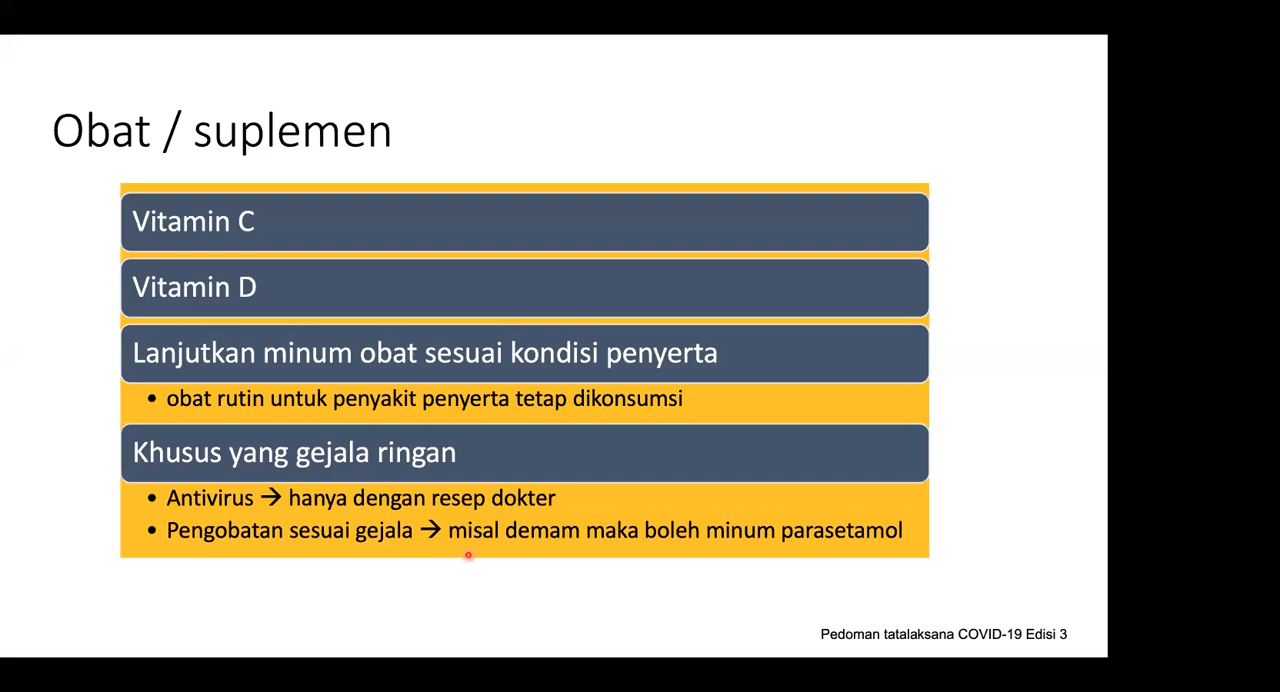 Obat / suplemen
Vitamin C
Vitamin D
Lanjutkan minum obat sesuai kondisi penyerta
• obat rutin untuk penyakit penyerta tetap dikonsumsi
Khusus yang gejala ringan
• Antivirus → hanya dengan resep dokter
• Pengobatan sesuai gejala → misal demam maka boleh minum parasetamol
Pedoman tatalaksana COVID-19 Edisi 3